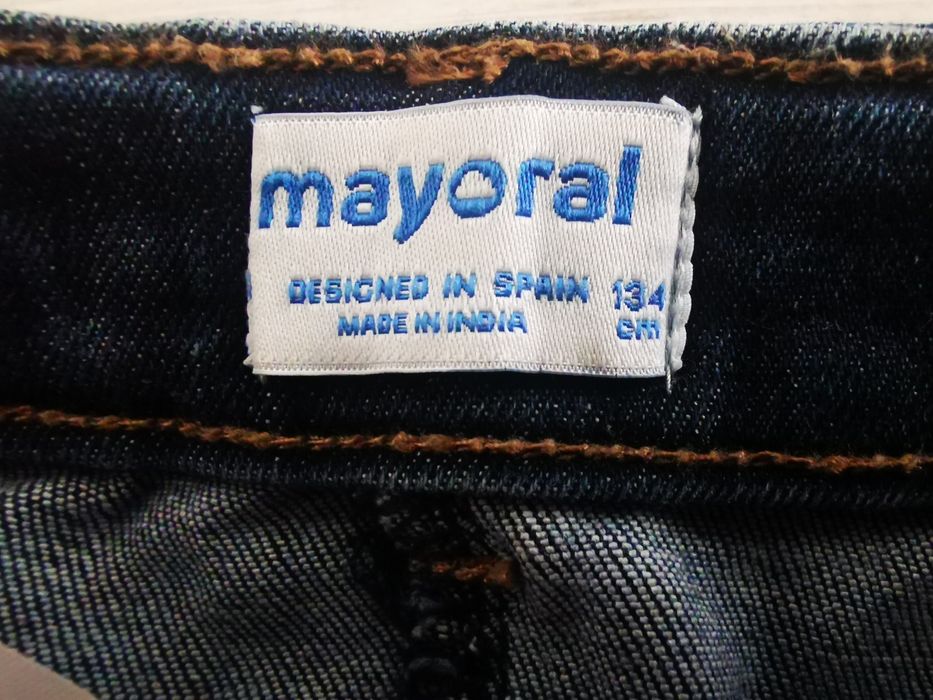 mayoral
DESIGNED IN SPAIN 134
MADE IN INDIA cm